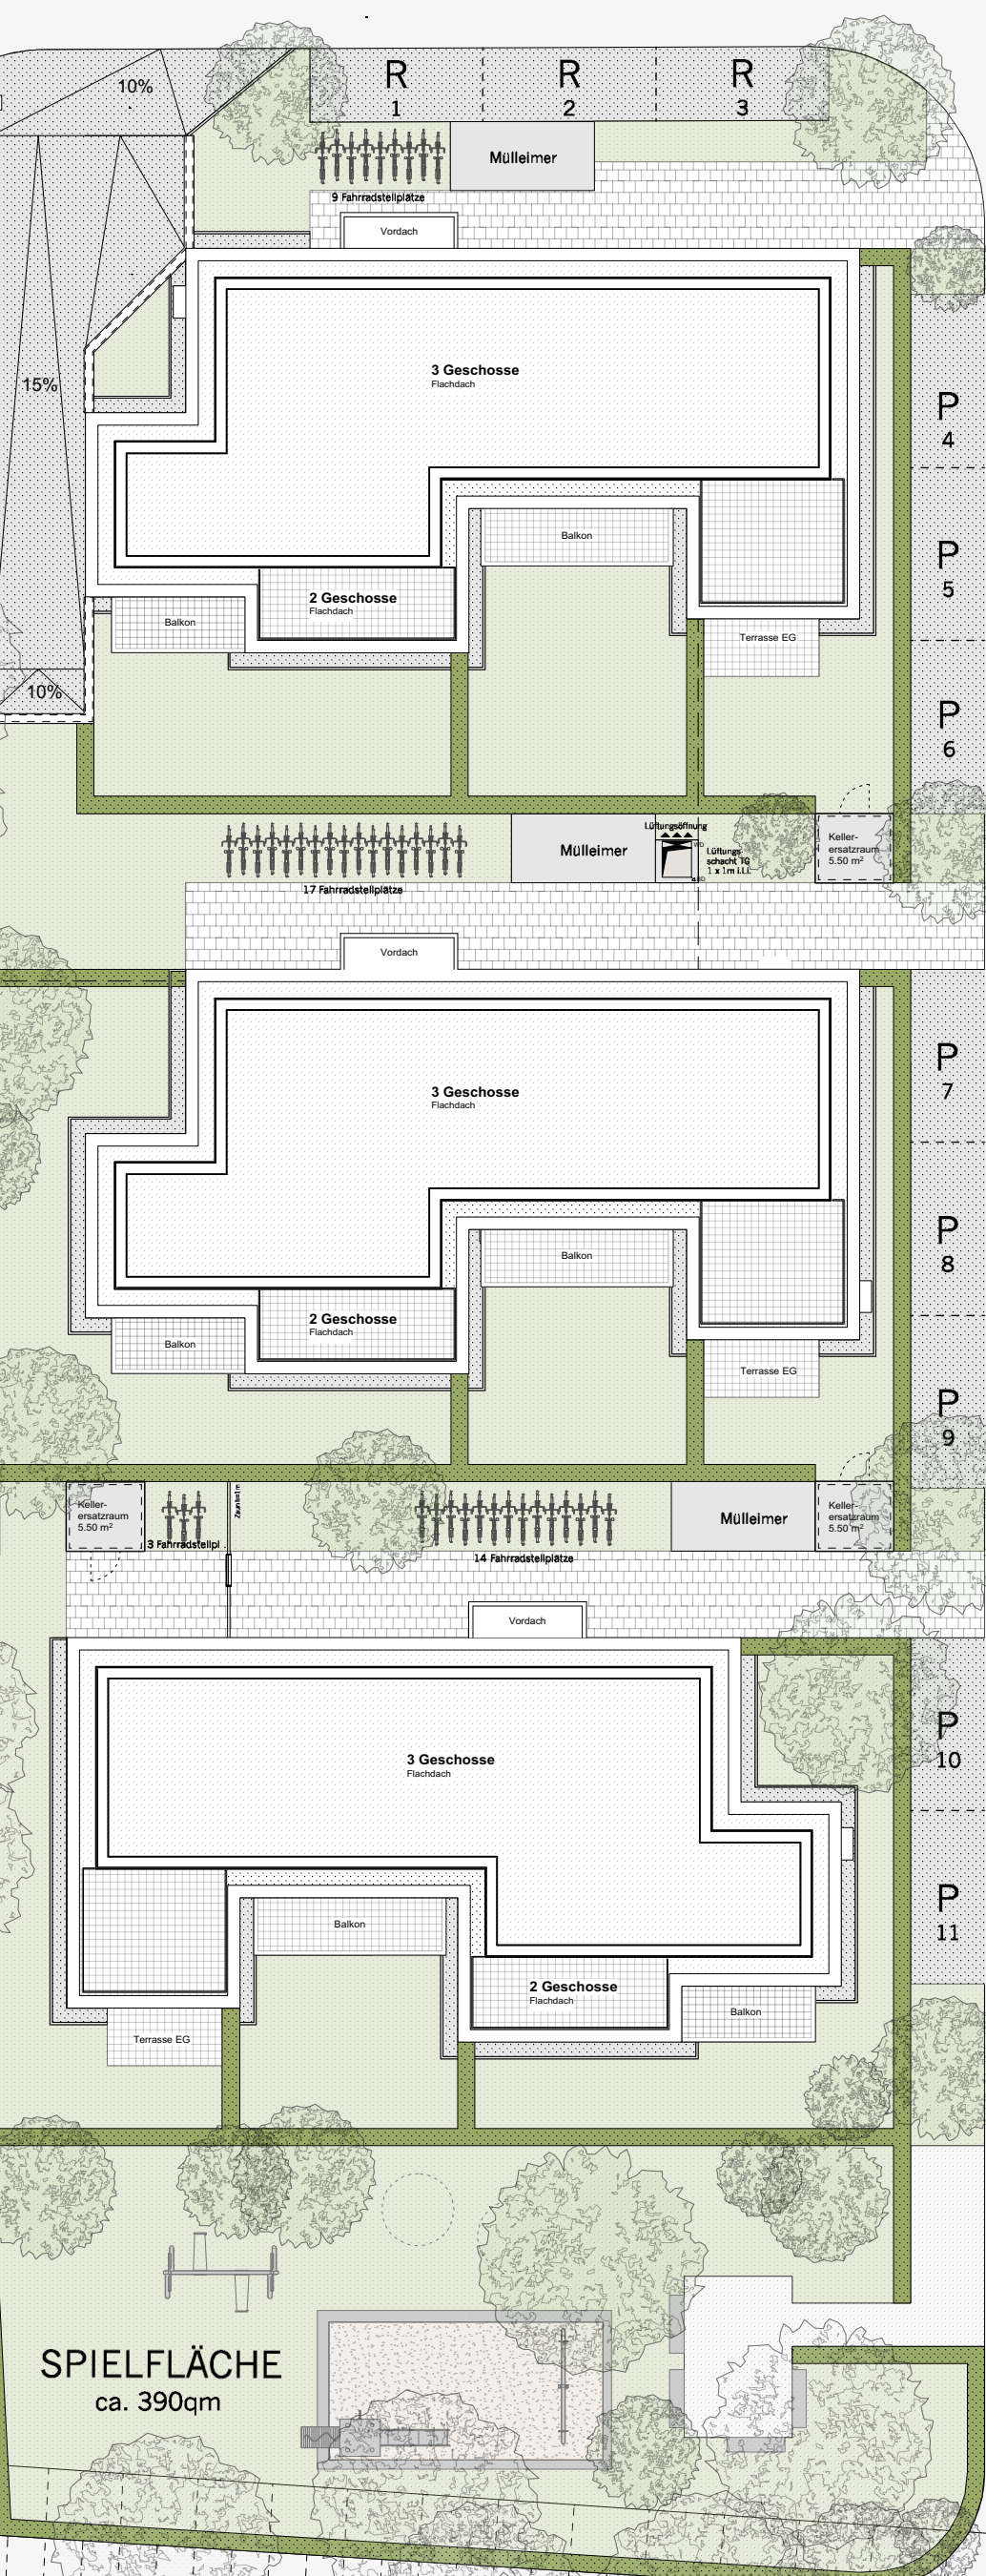 10%
R
1
R
2
R
3
Mülleimer
9 Fahrradstellplätze
Vordach
15%
3 Geschosse
Flachdach
P
4
Balkon
P
5
2 Geschosse
Flachdach
Balkon
Terrasse EG
10%
P
6
Lüftungsöffnung
Mülleimer
Lüftungs-
schacht TG
1 x 1m i.L.
Keller-
ersatzraum
5.50 m²
17 Fahrradstellplätze
Vordach
P
7
3 Geschosse
Flachdach
P
8
Balkon
2 Geschosse
Flachdach
Balkon
Terrasse EG
P
9
Keller-
ersatzraum
5.50 m²
3 Fahrradstellpl.
14 Fahrradstellplätze
Mülleimer
Keller-
ersatzraum
5.50 m²
Vordach
P
10
3 Geschosse
Flachdach
P
11
Balkon
2 Geschosse
Flachdach
Balkon
Terrasse EG
SPIELFLÄCHE
ca. 390qm